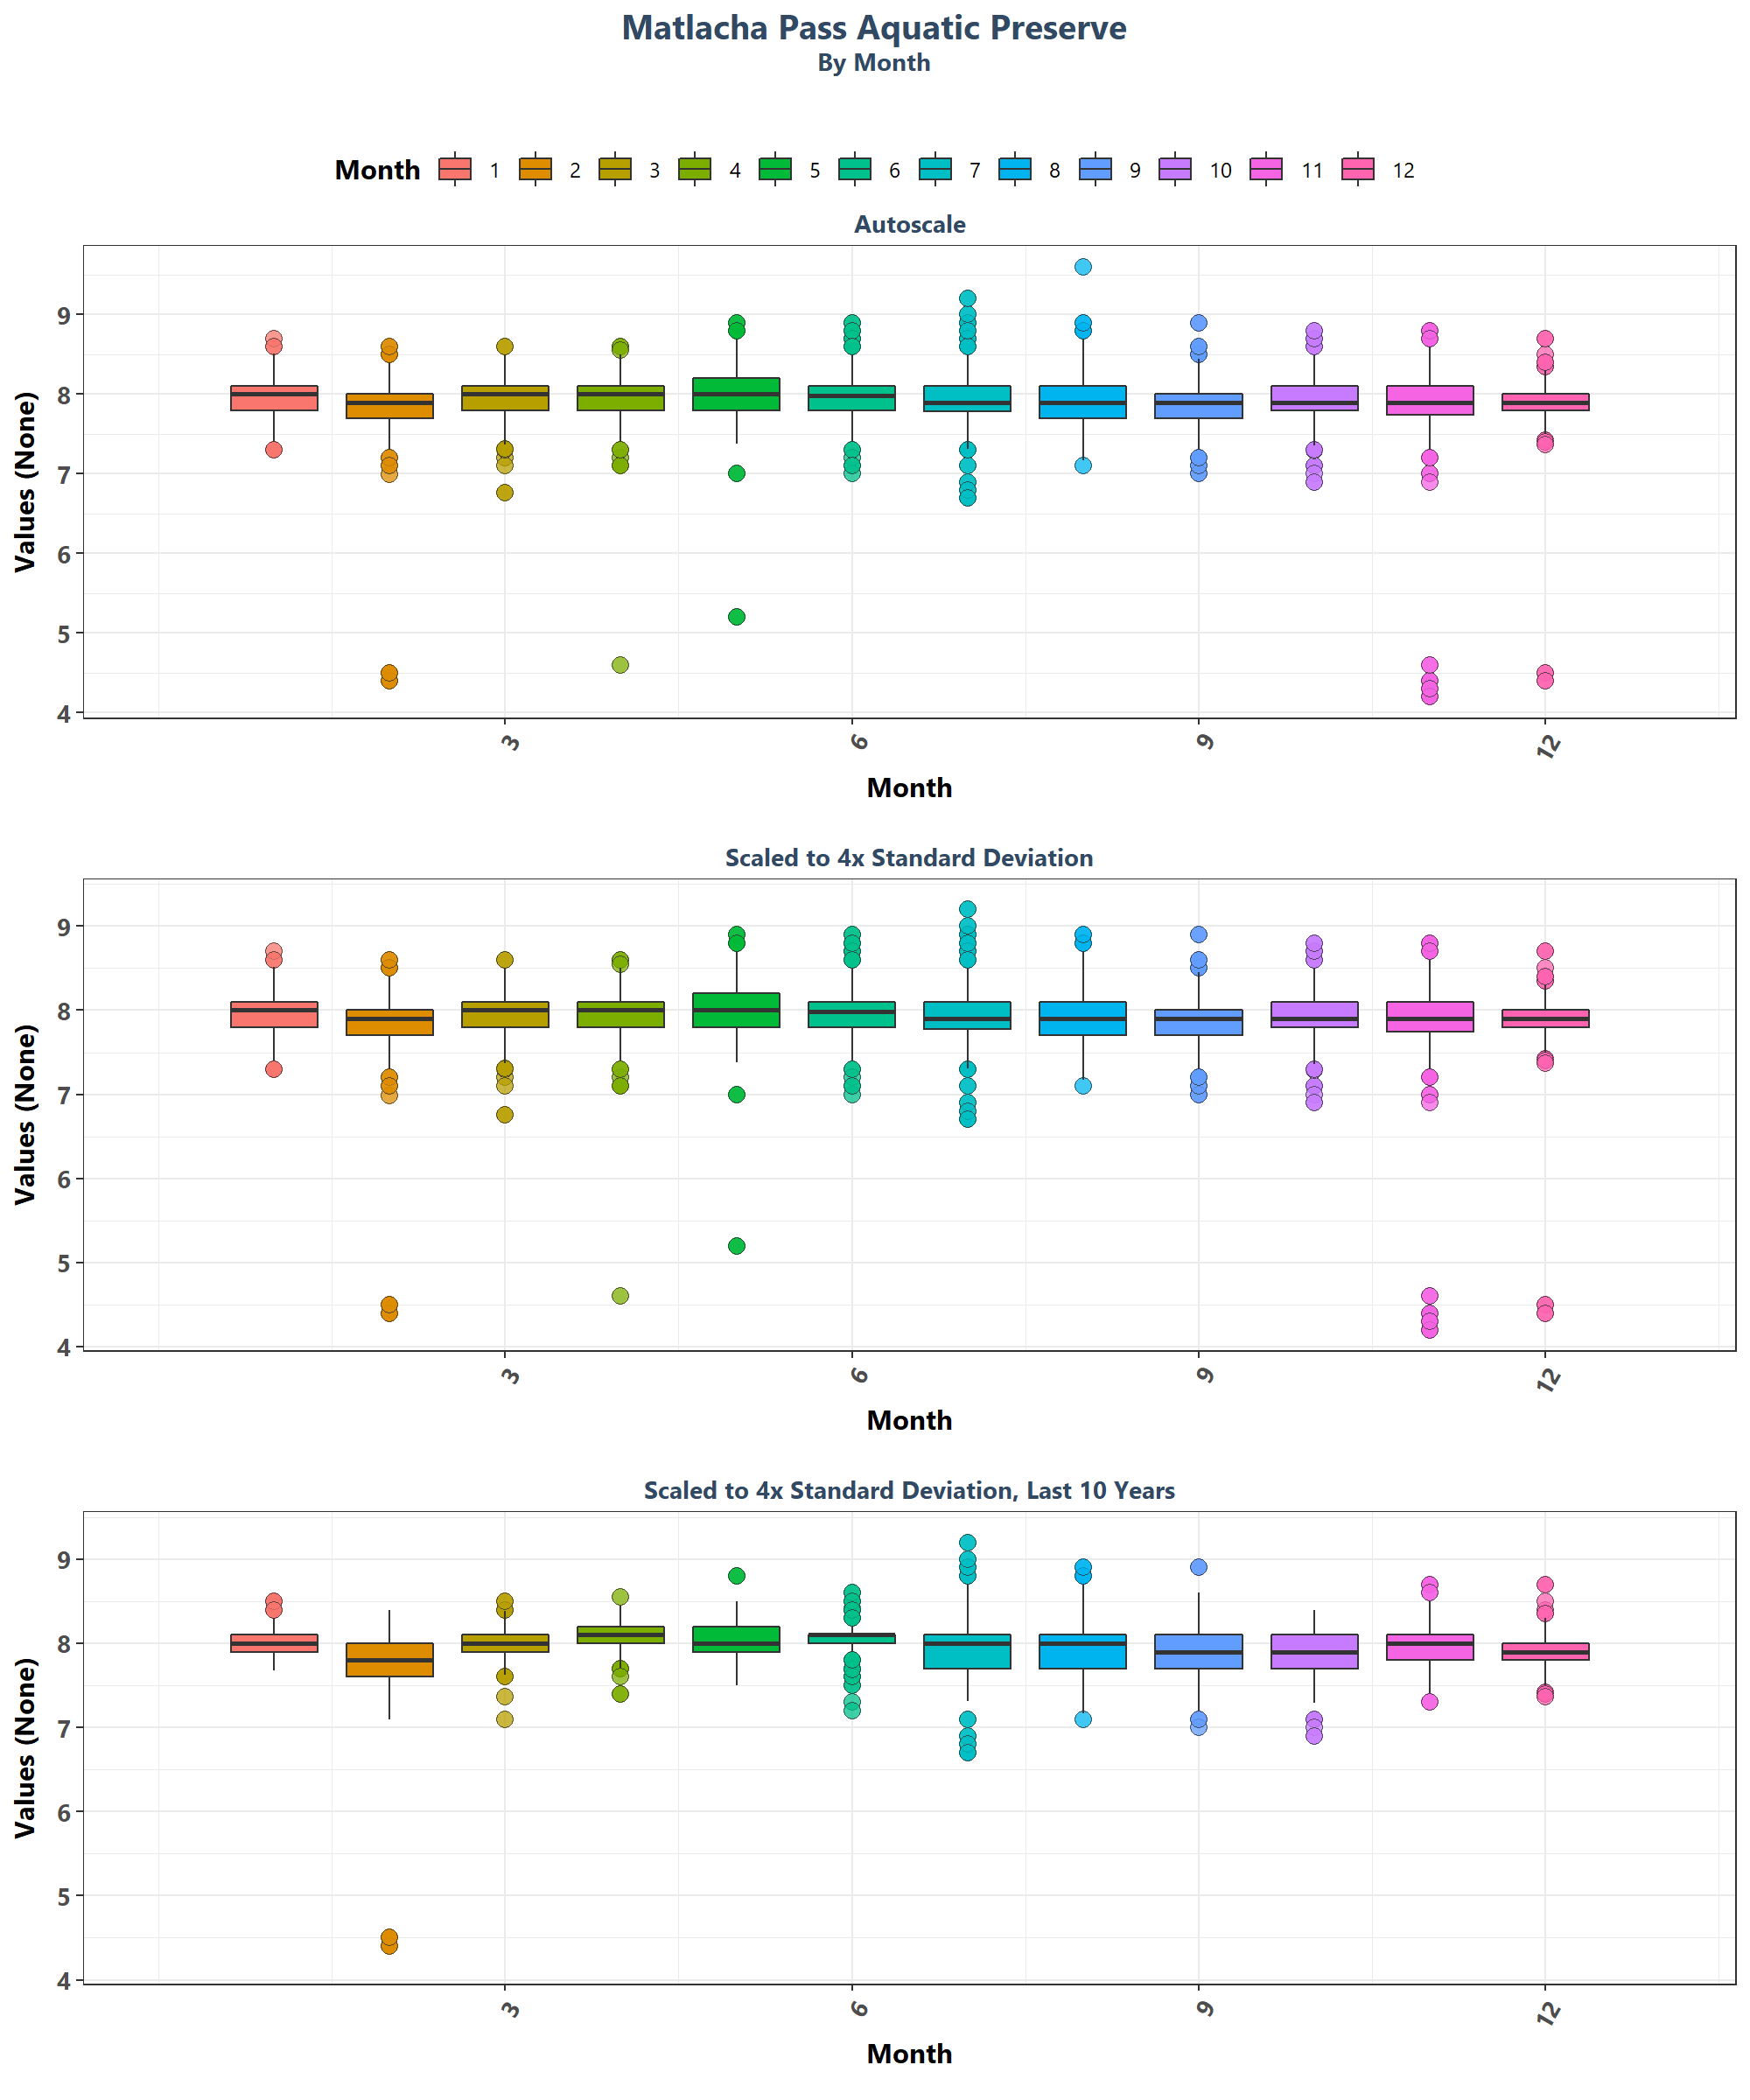 Matlacha Pass Aquatic Preserve
By Month
Month 1 2 3 4 5 6 7 8 9 10 11 12
Autoscale
Values (None)
9
8
7
6
5
4
3 6 9 12
Month
Scaled to 4x Standard Deviation
Values (None)
9
8
7
6
5
4
3 6 9 12
Month
Scaled to 4x Standard Deviation, Last 10 Years
Values (None)
9
8
7
6
5
4
3 6 9 12
Month